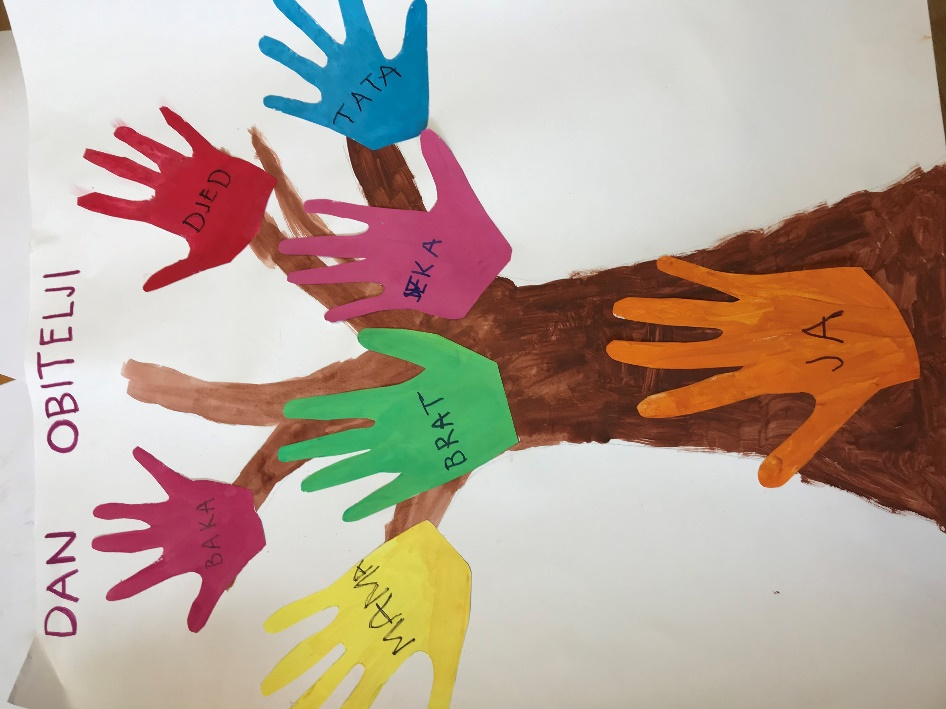 DAN OBITELJI
BAKA
DJED
MAMA
TATA
BRAT
SEKA
JA